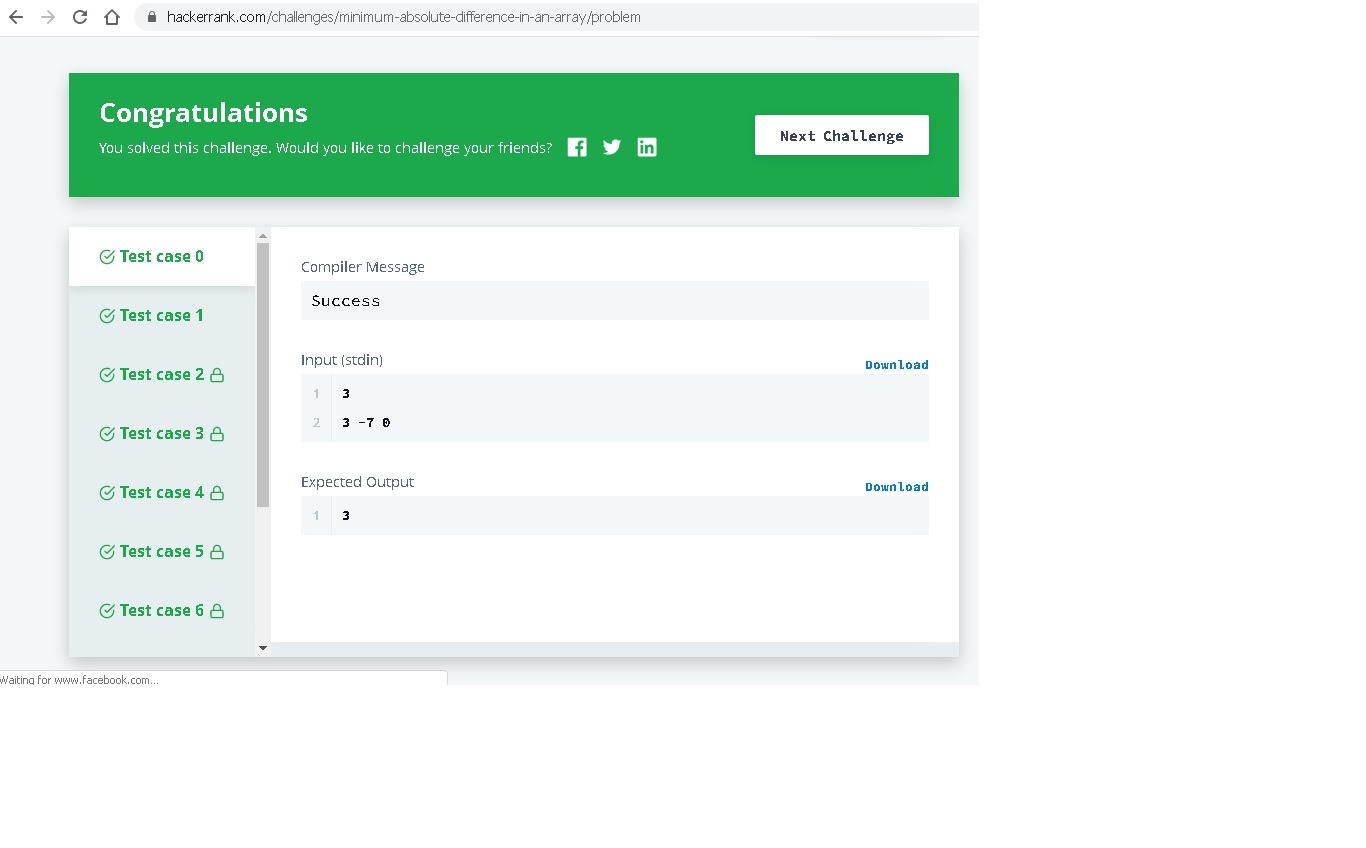 hackerrank.com/challenges/minimum-absolute-difference-in-an-array/problem
Congratulations
You solved this challenge. Would you like to challenge your friends?
Next Challenge
Test case 0
Test case 1
Test case 2
Test case 3
Test case 4
Test case 5
Test case 6
Compiler Message
Success
Input (stdin)
Download
1 3
2 3 -7 0
Expected Output
Download
1 3
Waiting for www.facebook.com...